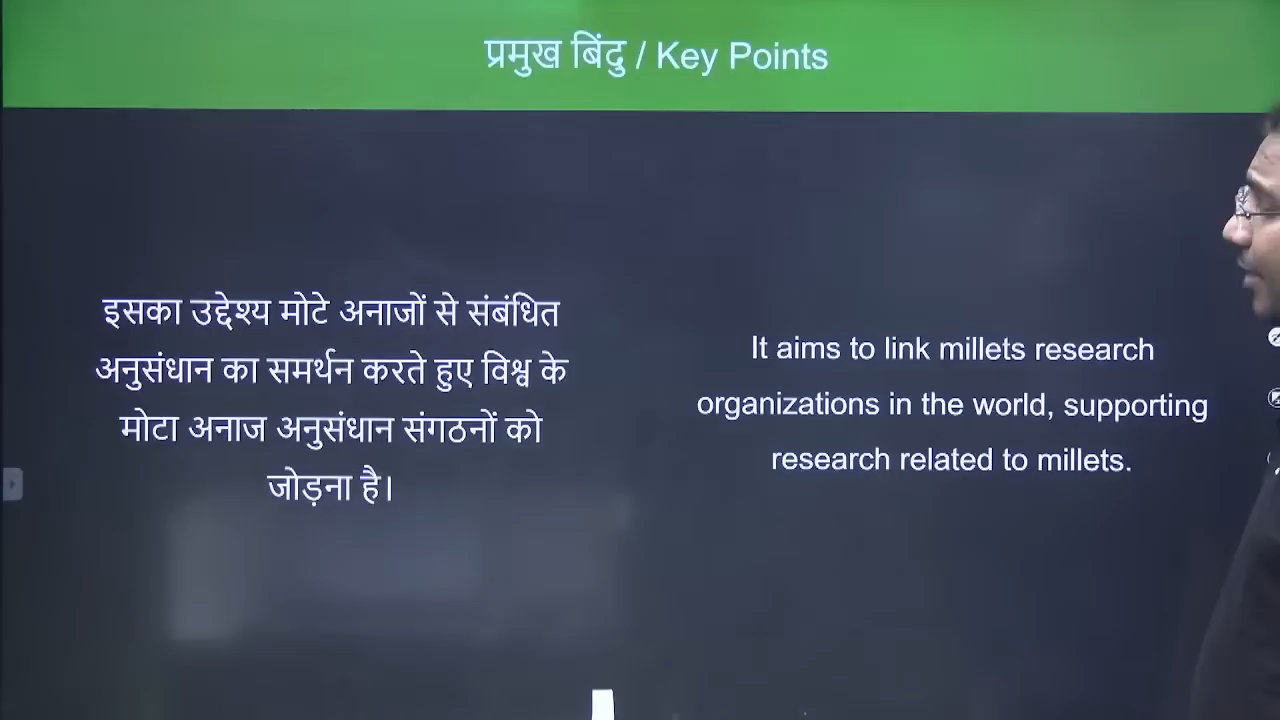 प्रमुख बिंदु / Key Points
इसका उद्देश्य मोटे अनाजों से संबंधित
अनुसंधान का समर्थन करते हुए विश्व के
मोटा अनाज अनुसंधान संगठनों को
जोड़ना है।
It aims to link millets research
organizations in the world, supporting
research related to millets.